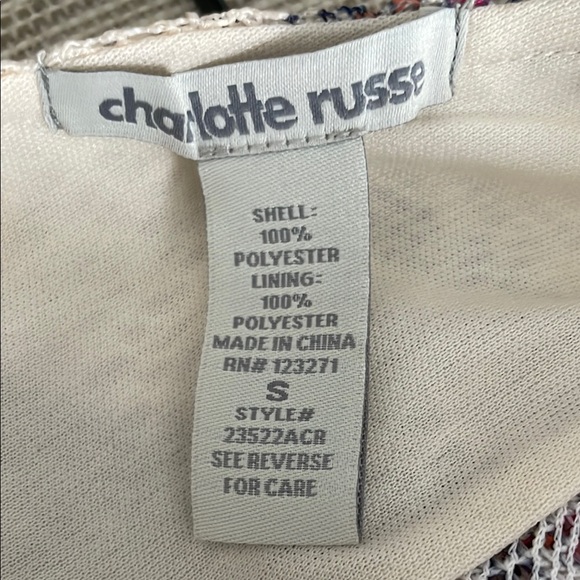 charlotte russe
SHELL:
100%
POLYESTER
LINING:
100%
POLYESTER
MADE IN CHINA
RN# 123271
S
STYLE#
23522ACR
SEE REVERSE
FOR CARE